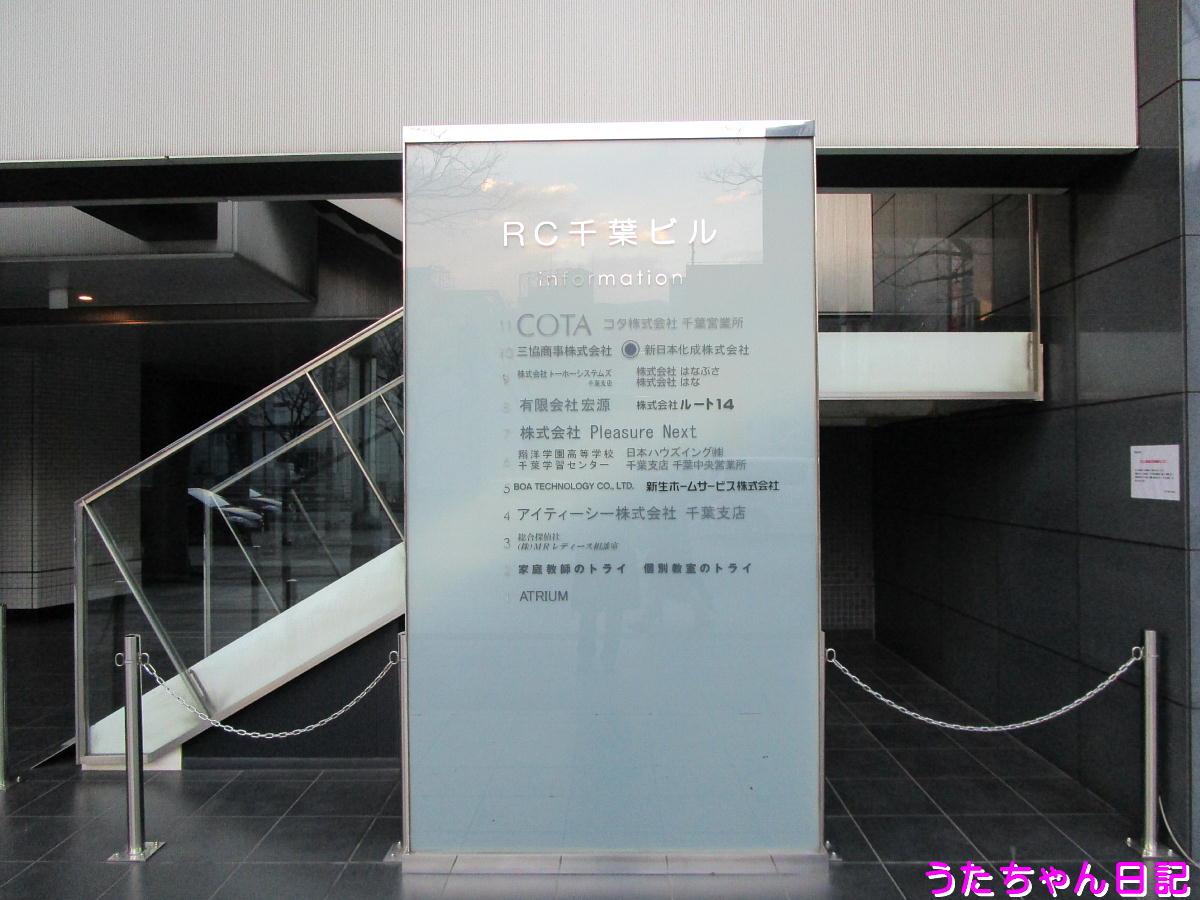 RC千葉ビル
information
11 COTA コタ株式会社 千葉営業所
10 三協商事株式会社 新日本化成株式会社
9 株式会社 トーホーシステムズ 千葉支店 株式会社 はなぶさ 株式会社 はな
8 有限会社 宏源 株式会社 ルート14
7 株式会社 Pleasure Next
6 翔洋学園高等学校 千葉学習センター 日本ハウズイング㈱ 千葉支店 千葉中央営業所
5 BOA TECHNOLOGY CO., LTD. 新生ホームサービス株式会社
4 アイティーシー株式会社 千葉支店
3 総合探偵社 (株)MRレディース相談室
2 家庭教師のトライ 個別教室のトライ
1 ATRIUM
うたちゃん日記